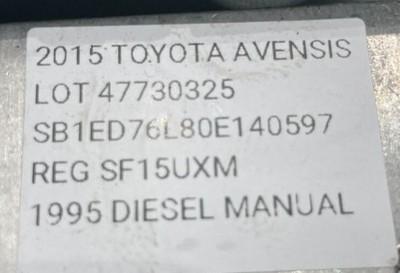 2015 TOYOTA AVENSIS
LOT 47730325
SB1ED76L80E140597
REG SF15UXM
1995 DIESEL MANUAL